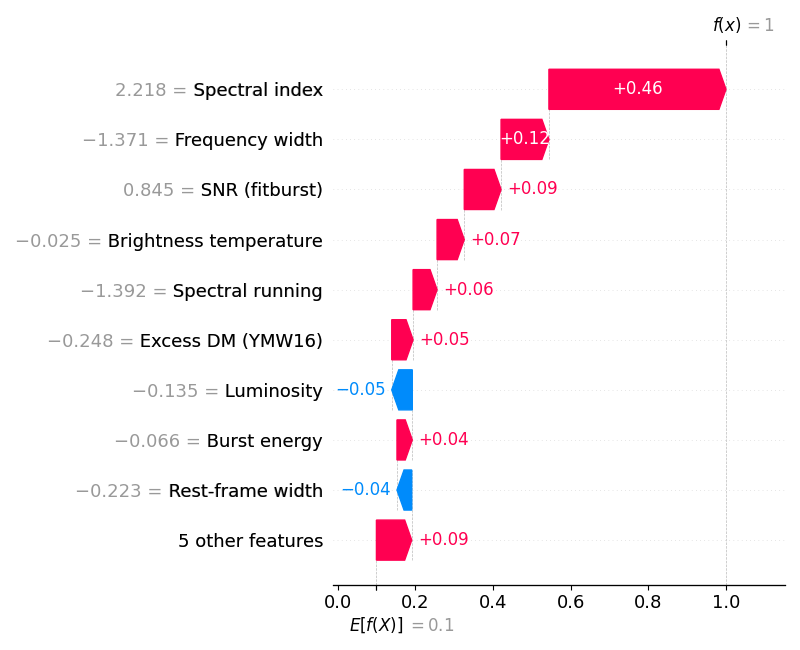 f(x) = 1
2.218 = Spectral index
+0.46
−1.371 = Frequency width
+0.12
0.845 = SNR (fitburst)
+0.09
−0.025 = Brightness temperature
+0.07
−1.392 = Spectral running
+0.06
−0.248 = Excess DM (YMW16)
+0.05
−0.135 = Luminosity
−0.05
−0.066 = Burst energy
+0.04
−0.223 = Rest-frame width
−0.04
5 other features
+0.09
0.0 0.2 0.4 0.6 0.8 1.0
E[f(X)] = 0.1